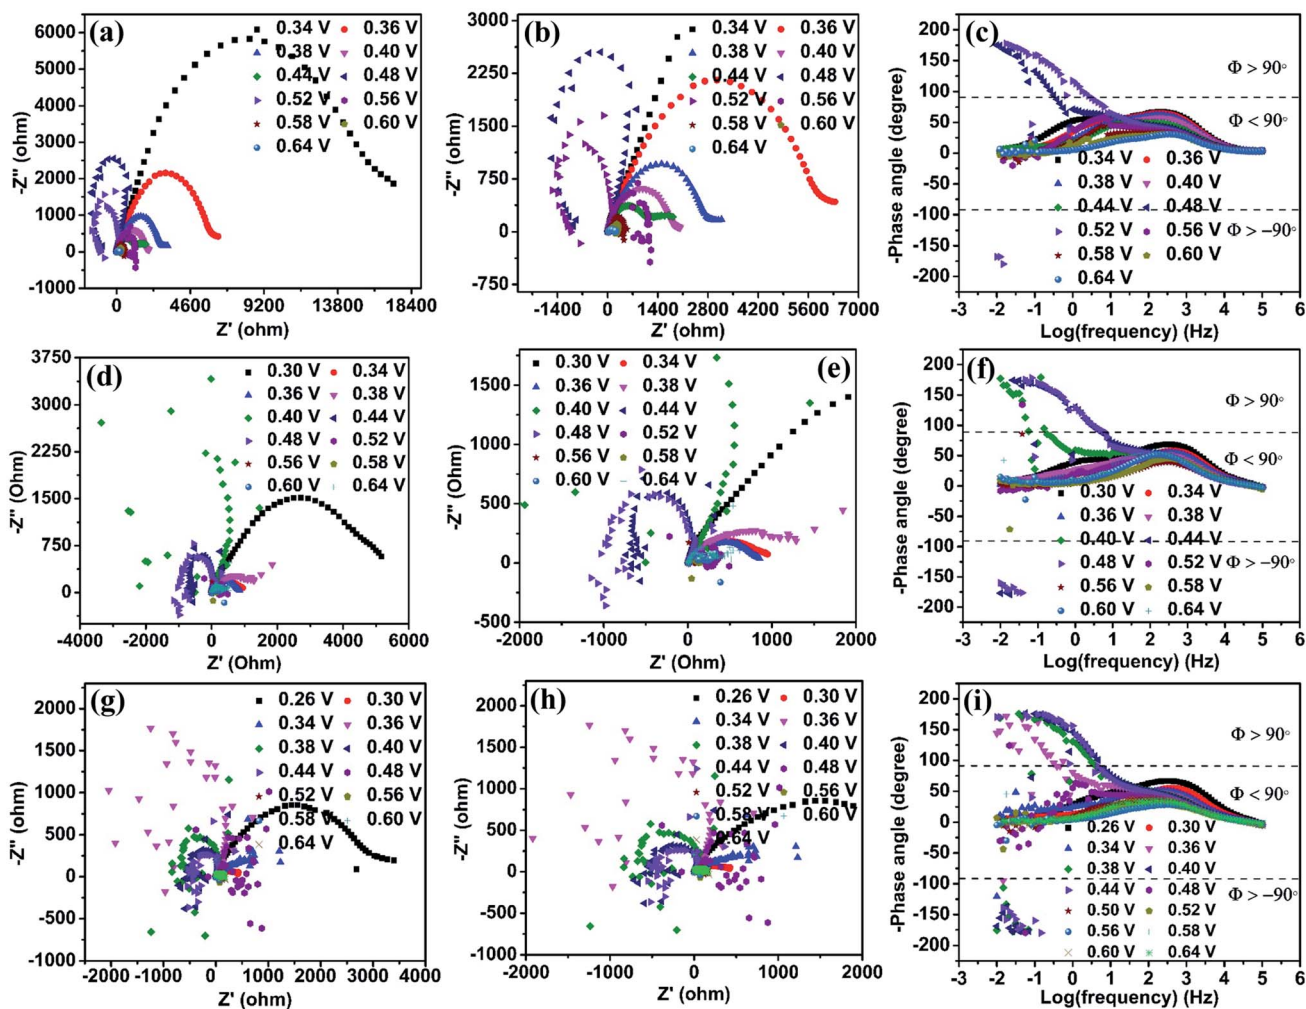 (a)
0.34 V 0.36 V
0.38 V 0.40 V
0.44 V 0.48 V
0.52 V 0.56 V
0.58 V 0.60 V
0.64 V
6000
5000
4000
3000
2000
1000
0
-1000
-Z'' (ohm)
0 4600 9200 13800 18400
Z' (ohm)
(b)
0.34 V 0.36 V
0.38 V 0.40 V
0.44 V 0.48 V
0.52 V 0.56 V
0.58 V 0.60 V
0.64 V
3000
2250
1500
750
0
-750
-Z'' (ohm)
-1400 0 1400 2800 4200 5600 7000
Z' (ohm)
(c)
200
150
100
50
0
-50
-100
-150
-200
-Phase angle (degree)
Φ > 90°
Φ < 90°
Φ > −90°
0.34 V 0.36 V
0.38 V 0.40 V
0.44 V 0.48 V
0.52 V 0.56 V
0.58 V 0.60 V
0.64 V
-3 -2 -1 0 1 2 3 4 5 6
Log(frequency) (Hz)
(d)
0.30 V 0.34 V
0.36 V 0.38 V
0.40 V 0.44 V
0.48 V 0.52 V
0.56 V 0.58 V
0.60 V 0.64 V
3750
3000
2250
1500
750
0
-Z'' (Ohm)
-4000 -2000 0 2000 4000 6000
Z' (Ohm)
(e)
0.30 V 0.34 V
0.36 V 0.38 V
0.40 V 0.44 V
0.48 V 0.52 V
0.56 V 0.58 V
0.60 V 0.64 V
1500
1000
500
0
-500
-Z'' (Ohm)
-2000 -1000 0 1000 2000
Z' (Ohm)
(f)
200
150
100
50
0
-50
-100
-150
-200
-Phase angle (degree)
Φ > 90°
Φ < 90°
Φ > −90°
0.30 V 0.34 V
0.36 V 0.38 V
0.40 V 0.44 V
0.48 V 0.52 V
0.56 V 0.58 V
0.60 V 0.64 V
-3 -2 -1 0 1 2 3 4 5 6
Log(frequency) (Hz)
(g)
0.26 V 0.30 V
0.34 V 0.36 V
0.38 V 0.40 V
0.44 V 0.48 V
0.52 V 0.56 V
0.58 V 0.60 V
0.64 V
2000
1500
1000
500
0
-500
-1000
-Z'' (ohm)
-2000 -1000 0 1000 2000 3000 4000
Z' (ohm)
(h)
0.26 V 0.30 V
0.34 V 0.36 V
0.38 V 0.40 V
0.44 V 0.48 V
0.52 V 0.56 V
0.58 V 0.60 V
0.64 V
2000
1500
1000
500
0
-500
-1000
-Z'' (ohm)
-2000 -1000 0 1000 2000
Z' (ohm)
(i)
200
150
100
50
0
-50
-100
-150
-200
-Phase angle (degree)
Φ > 90°
Φ < 90°
Φ > −90°
0.26 V 0.30 V
0.34 V 0.36 V
0.38 V 0.40 V
0.44 V 0.48 V
0.50 V 0.52 V
0.56 V 0.58 V
0.60 V 0.64 V
-3 -2 -1 0 1 2 3 4 5 6
Log(frequency) (Hz)